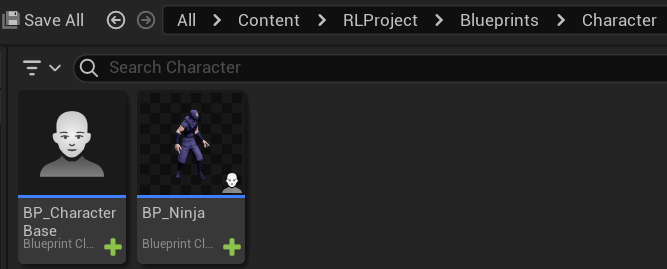 Save All
All > Content > RLProject > Blueprints > Character
Search Character
BP_Character
Base
Blueprint Cl...
BP_Ninja
Blueprint Cl...